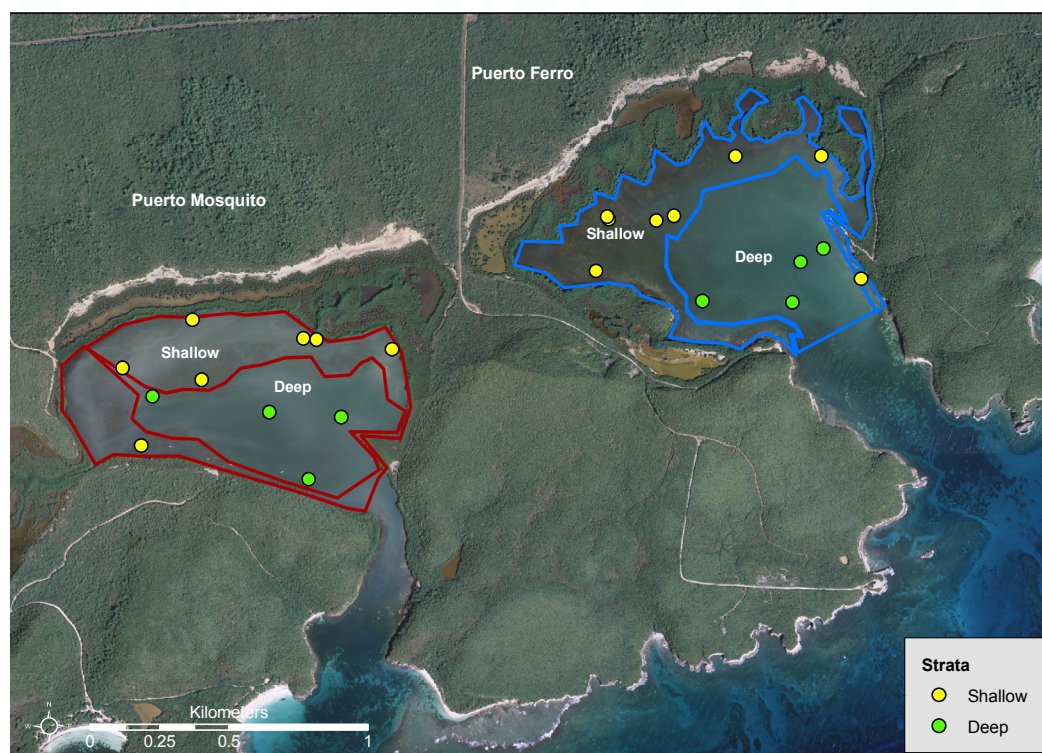 Puerto Ferro
Puerto Mosquito
Shallow
Deep
Shallow
Deep
Strata
Shallow
Deep
N
W E
S
Kilometers
0 0.25 0.5 1